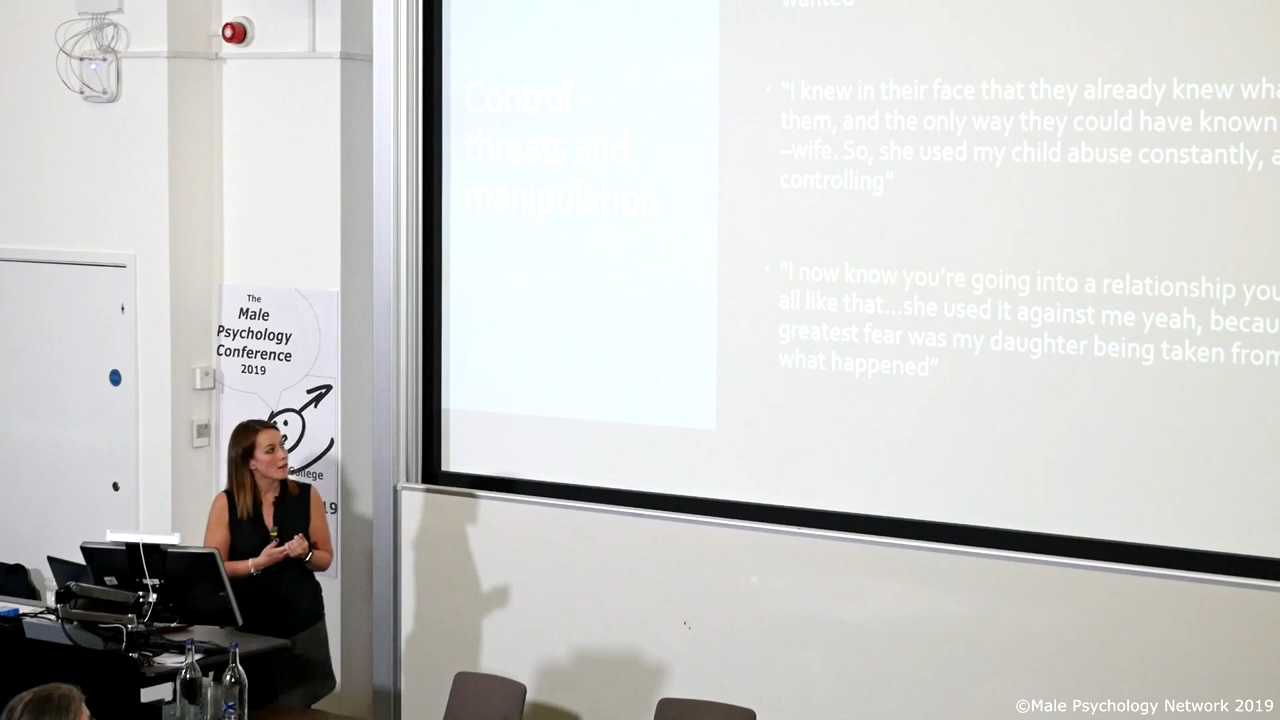 The
Male
Psychology
Conference
2019
College
19
Control -
threats and
manipulation
wanted
• "I knew in their face that they already knew wha
them, and the only way they could have known
–wife. So, she used my child abuse constantly, a
controlling"
• "I now know you're going into a relationship you
all like that...she used it against me yeah, becau
greatest fear was my daughter being taken from
what happened"
©Male Psychology Network 2019